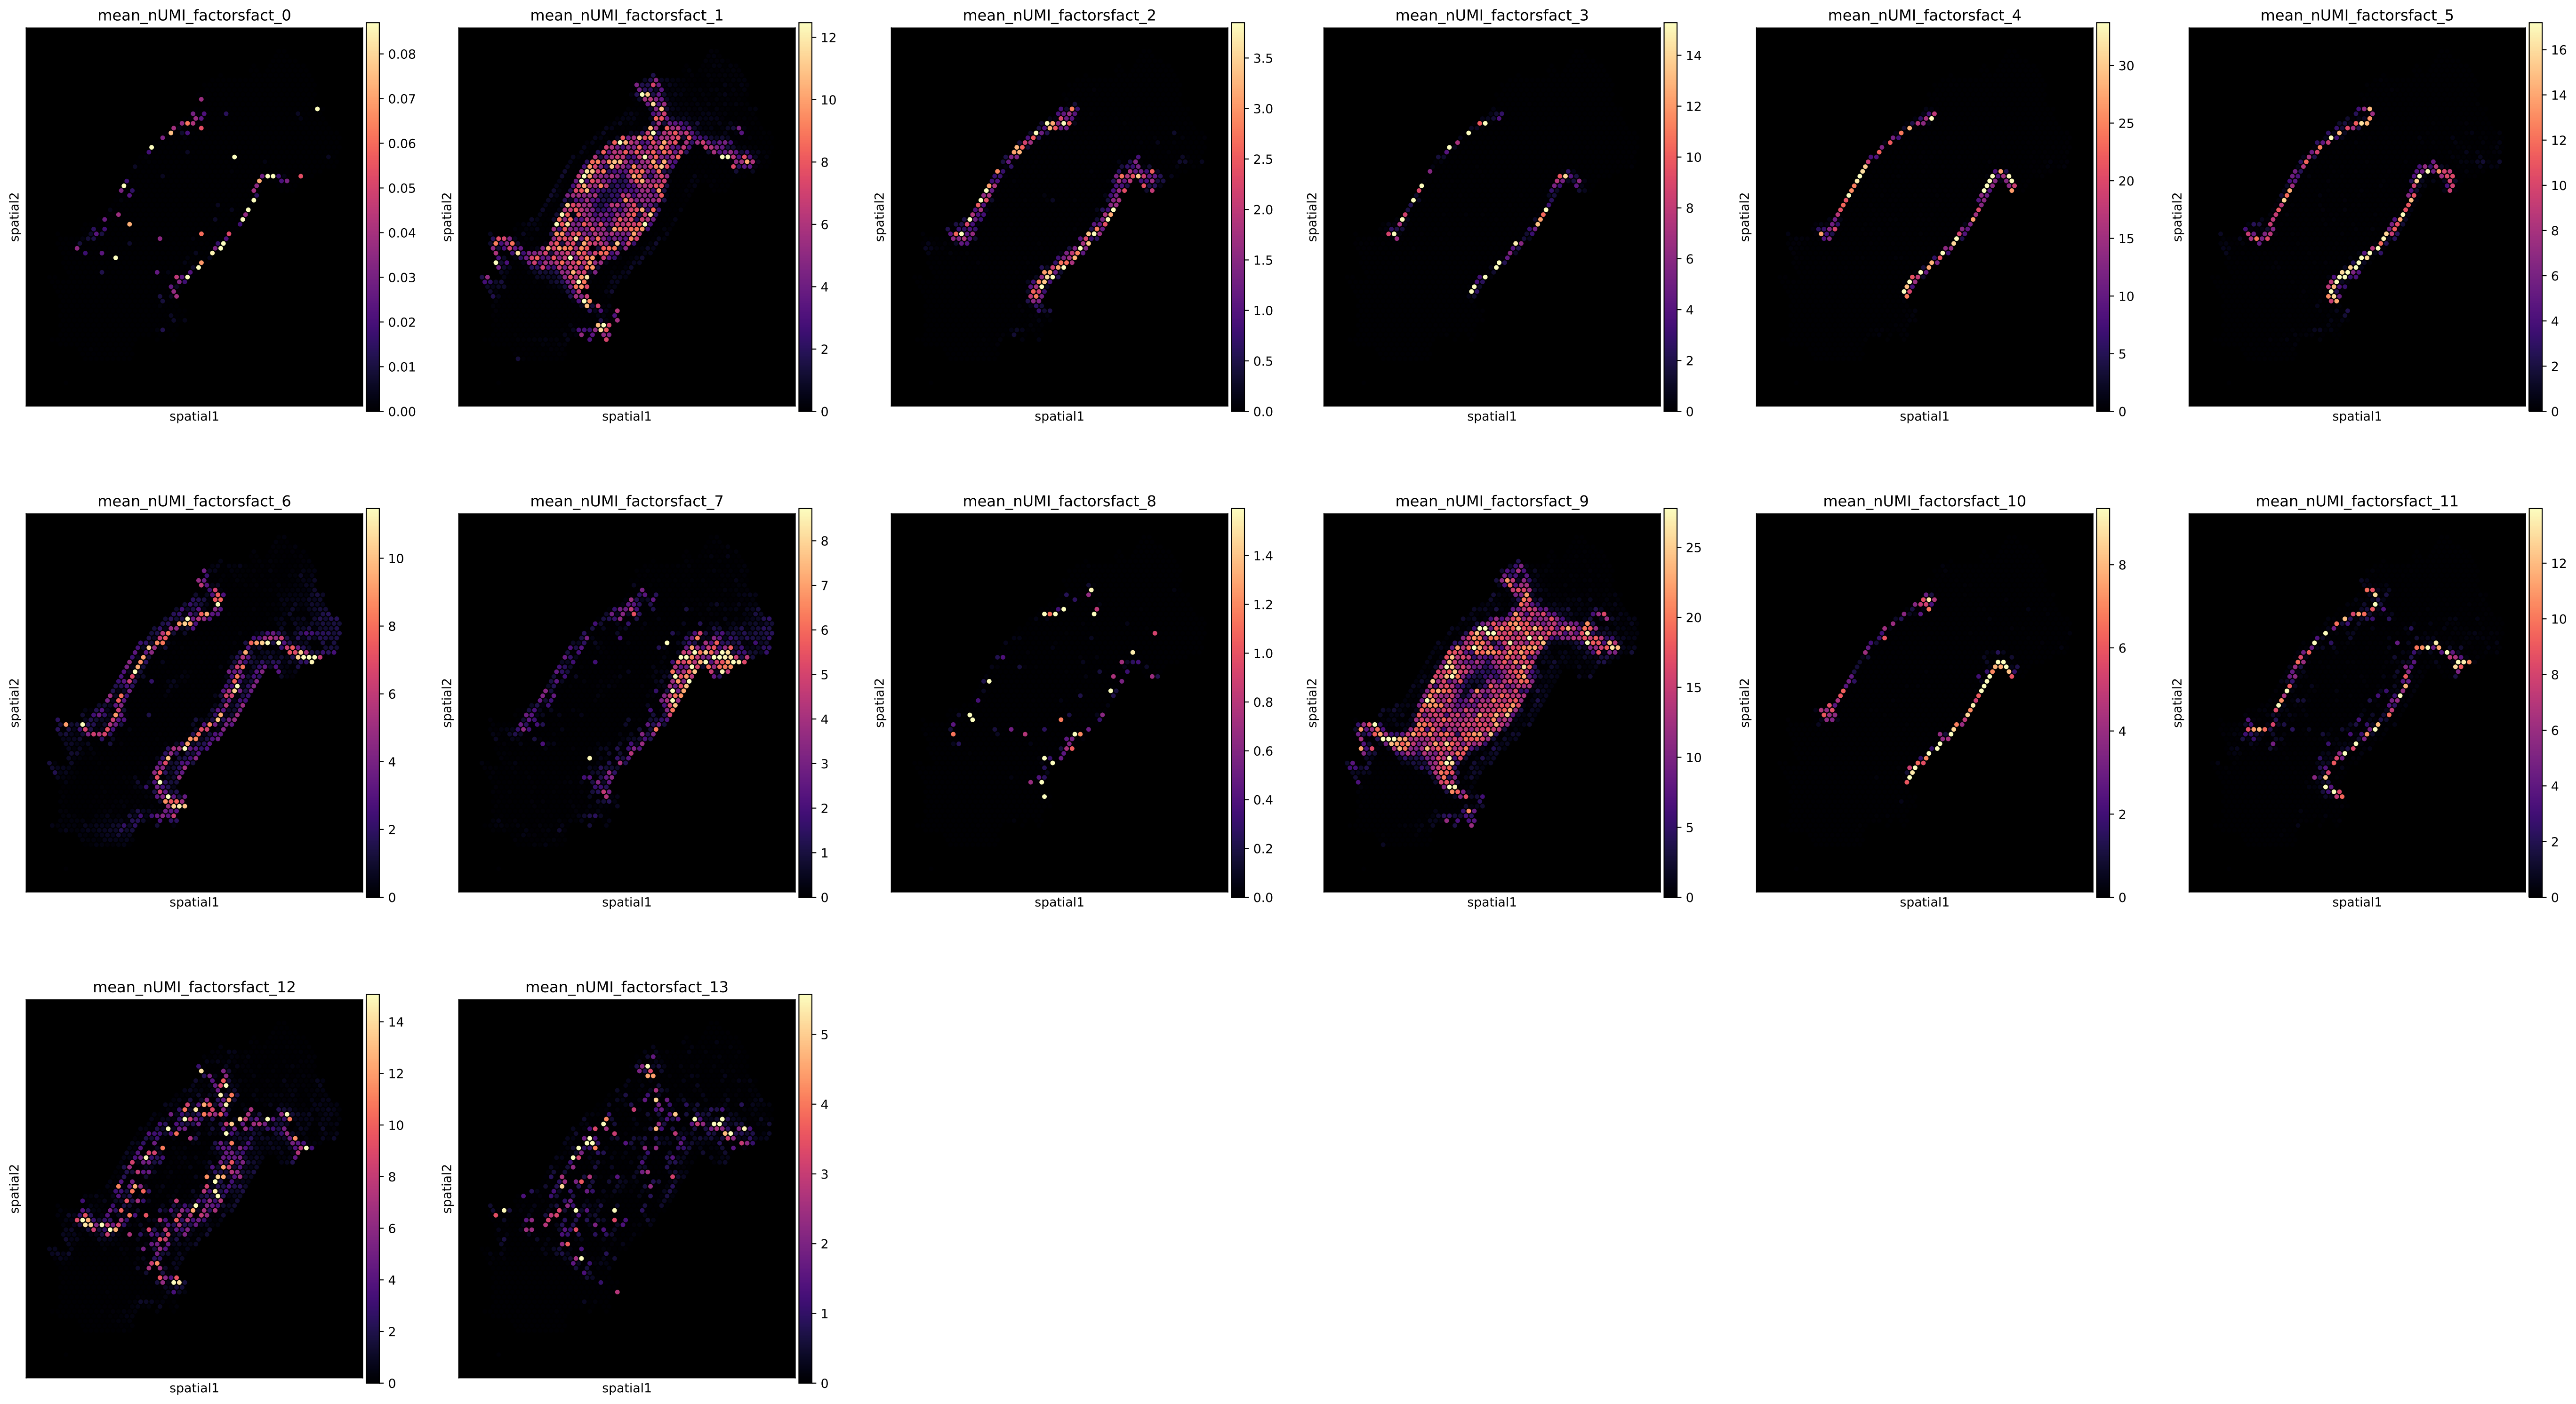 mean_nUMI_factorsfact_0
0.08
0.07
0.06
0.05
0.04
0.03
0.02
0.01
0.00
spatial2
spatial1
mean_nUMI_factorsfact_1
12
10
8
6
4
2
0
spatial2
spatial1
mean_nUMI_factorsfact_2
3.5
3.0
2.5
2.0
1.5
1.0
0.5
0.0
spatial2
spatial1
mean_nUMI_factorsfact_3
14
12
10
8
6
4
2
0
spatial2
spatial1
mean_nUMI_factorsfact_4
30
25
20
15
10
5
0
spatial2
spatial1
mean_nUMI_factorsfact_5
16
14
12
10
8
6
4
2
0
spatial2
spatial1
mean_nUMI_factorsfact_6
10
8
6
4
2
0
spatial2
spatial1
mean_nUMI_factorsfact_7
8
7
6
5
4
3
2
1
0
spatial2
spatial1
mean_nUMI_factorsfact_8
1.4
1.2
1.0
0.8
0.6
0.4
0.2
0.0
spatial2
spatial1
mean_nUMI_factorsfact_9
25
20
15
10
5
0
spatial2
spatial1
mean_nUMI_factorsfact_10
8
6
4
2
0
spatial2
spatial1
mean_nUMI_factorsfact_11
12
10
8
6
4
2
0
spatial2
spatial1
mean_nUMI_factorsfact_12
14
12
10
8
6
4
2
0
spatial2
spatial1
mean_nUMI_factorsfact_13
5
4
3
2
1
0
spatial2
spatial1